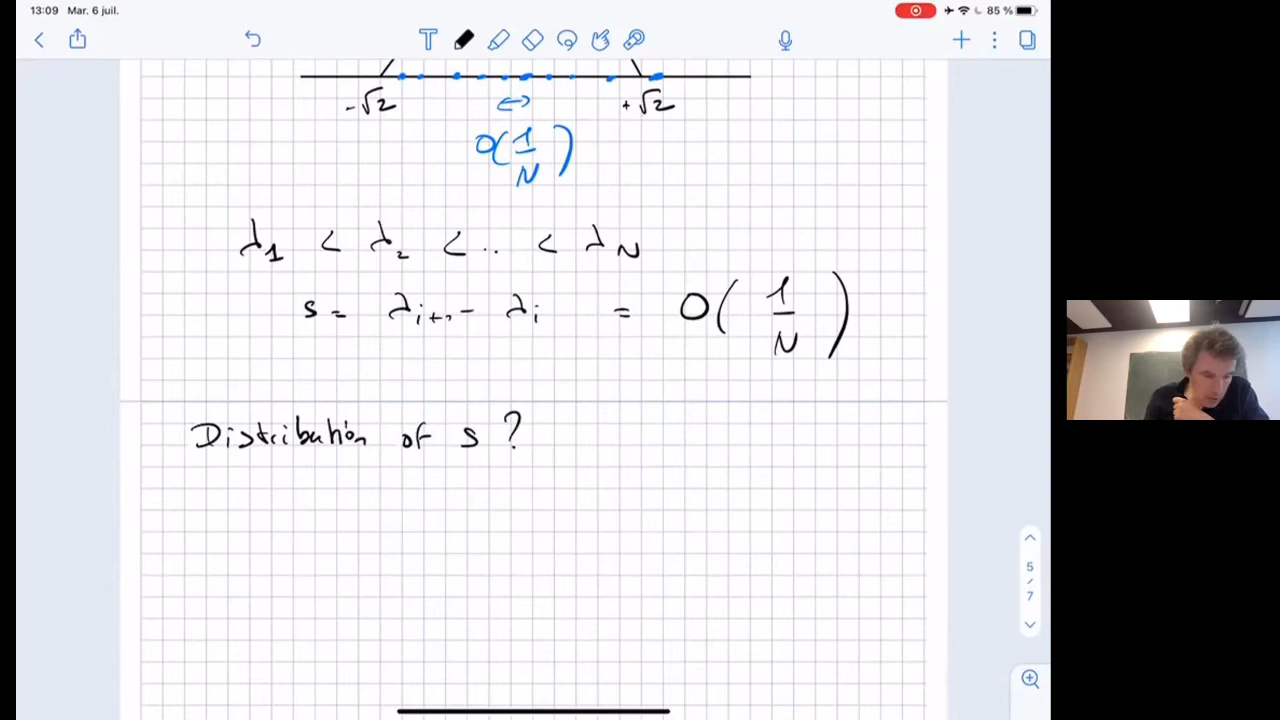 13:09 Mar. 6 juil. 85 %
-√2 +√2
O(1/N)
λ₁ < λ₂ < .. < λN
s = λi+1 - λi = O(1/N)
Distribution of s ?
5
/
7